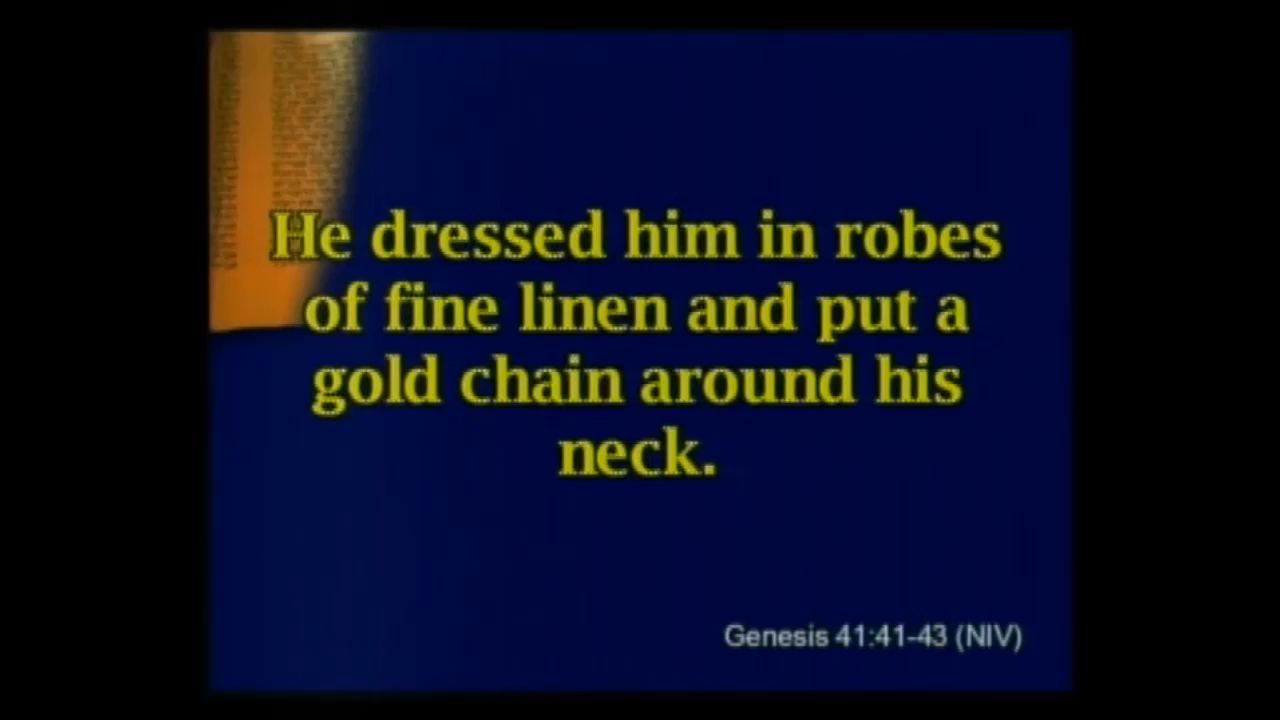 He dressed him in robes
of fine linen and put a
gold chain around his
neck.
Genesis 41:41-43 (NIV)